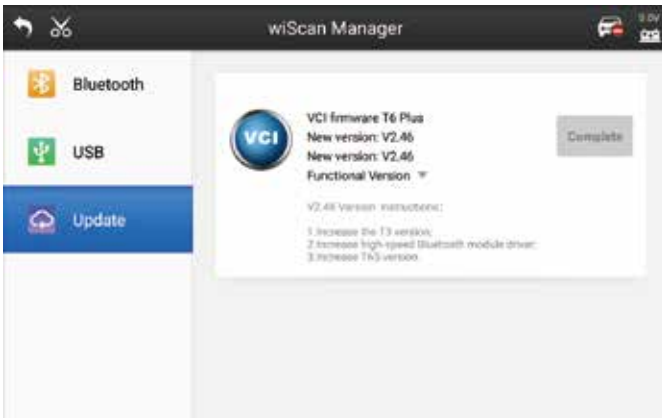 wiScan Manager
Bluetooth
USB
Update
VCI
VCI firmware T6 Plus
New version: V2.46
New version: V2.46
Functional Version
Complete
V2.46 Version instructions:
1.Increase the T3 version;
2.Increase high-speed Bluetooth module driver;
3.Increase version